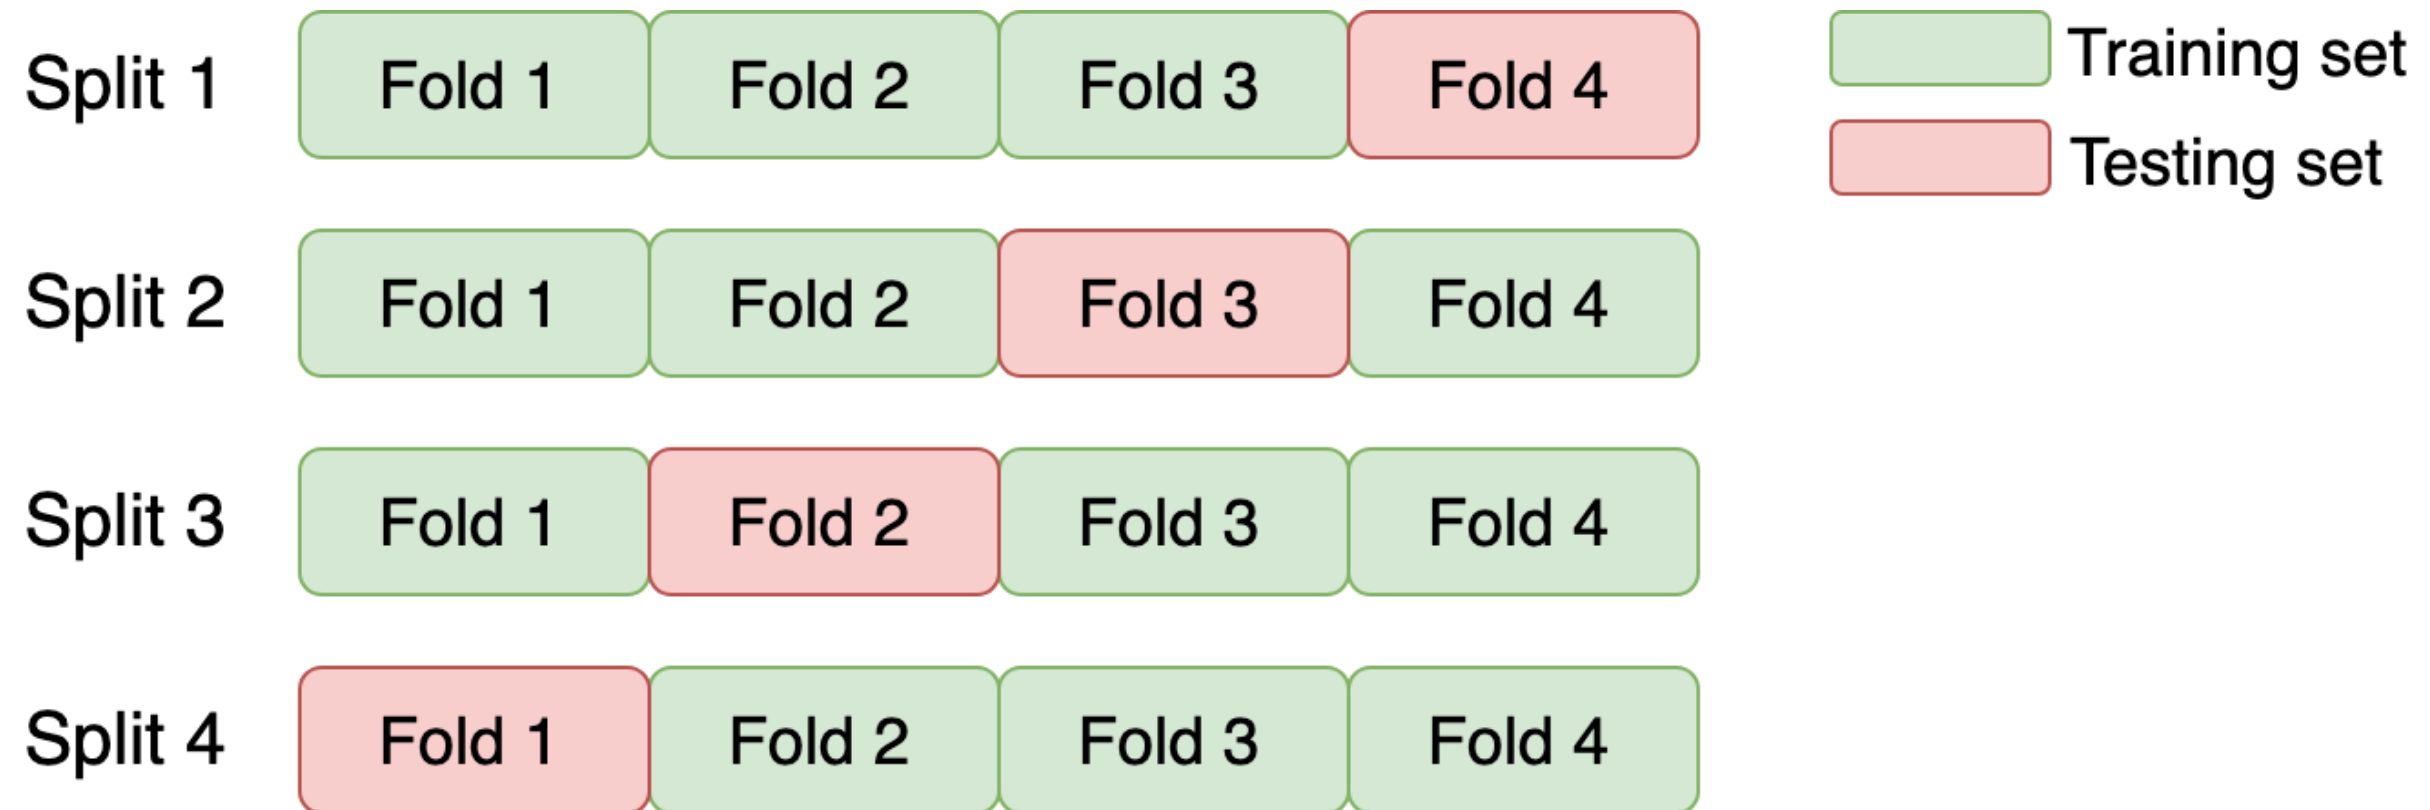 Split 1 Fold 1 Fold 2 Fold 3 Fold 4 Training set
Testing set
Split 2 Fold 1 Fold 2 Fold 3 Fold 4
Split 3 Fold 1 Fold 2 Fold 3 Fold 4
Split 4 Fold 1 Fold 2 Fold 3 Fold 4